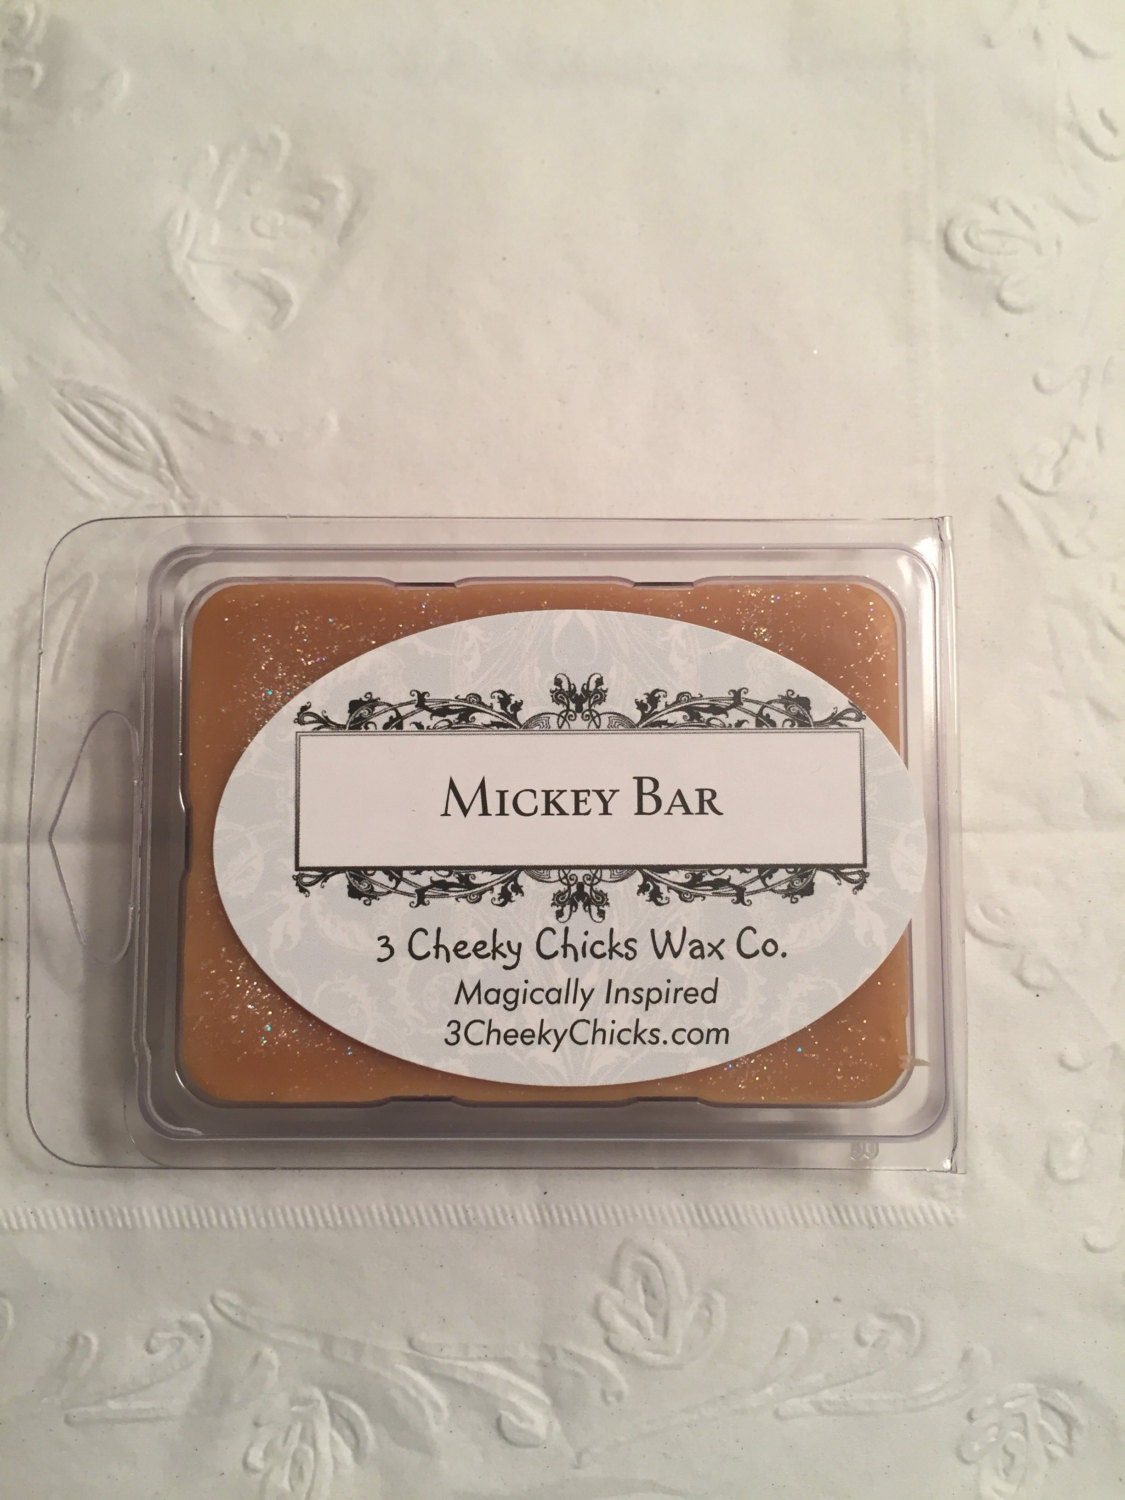 Mickey Bar
3 Cheeky Chicks Wax Co.
Magically Inspired
3CheekyChicks.com